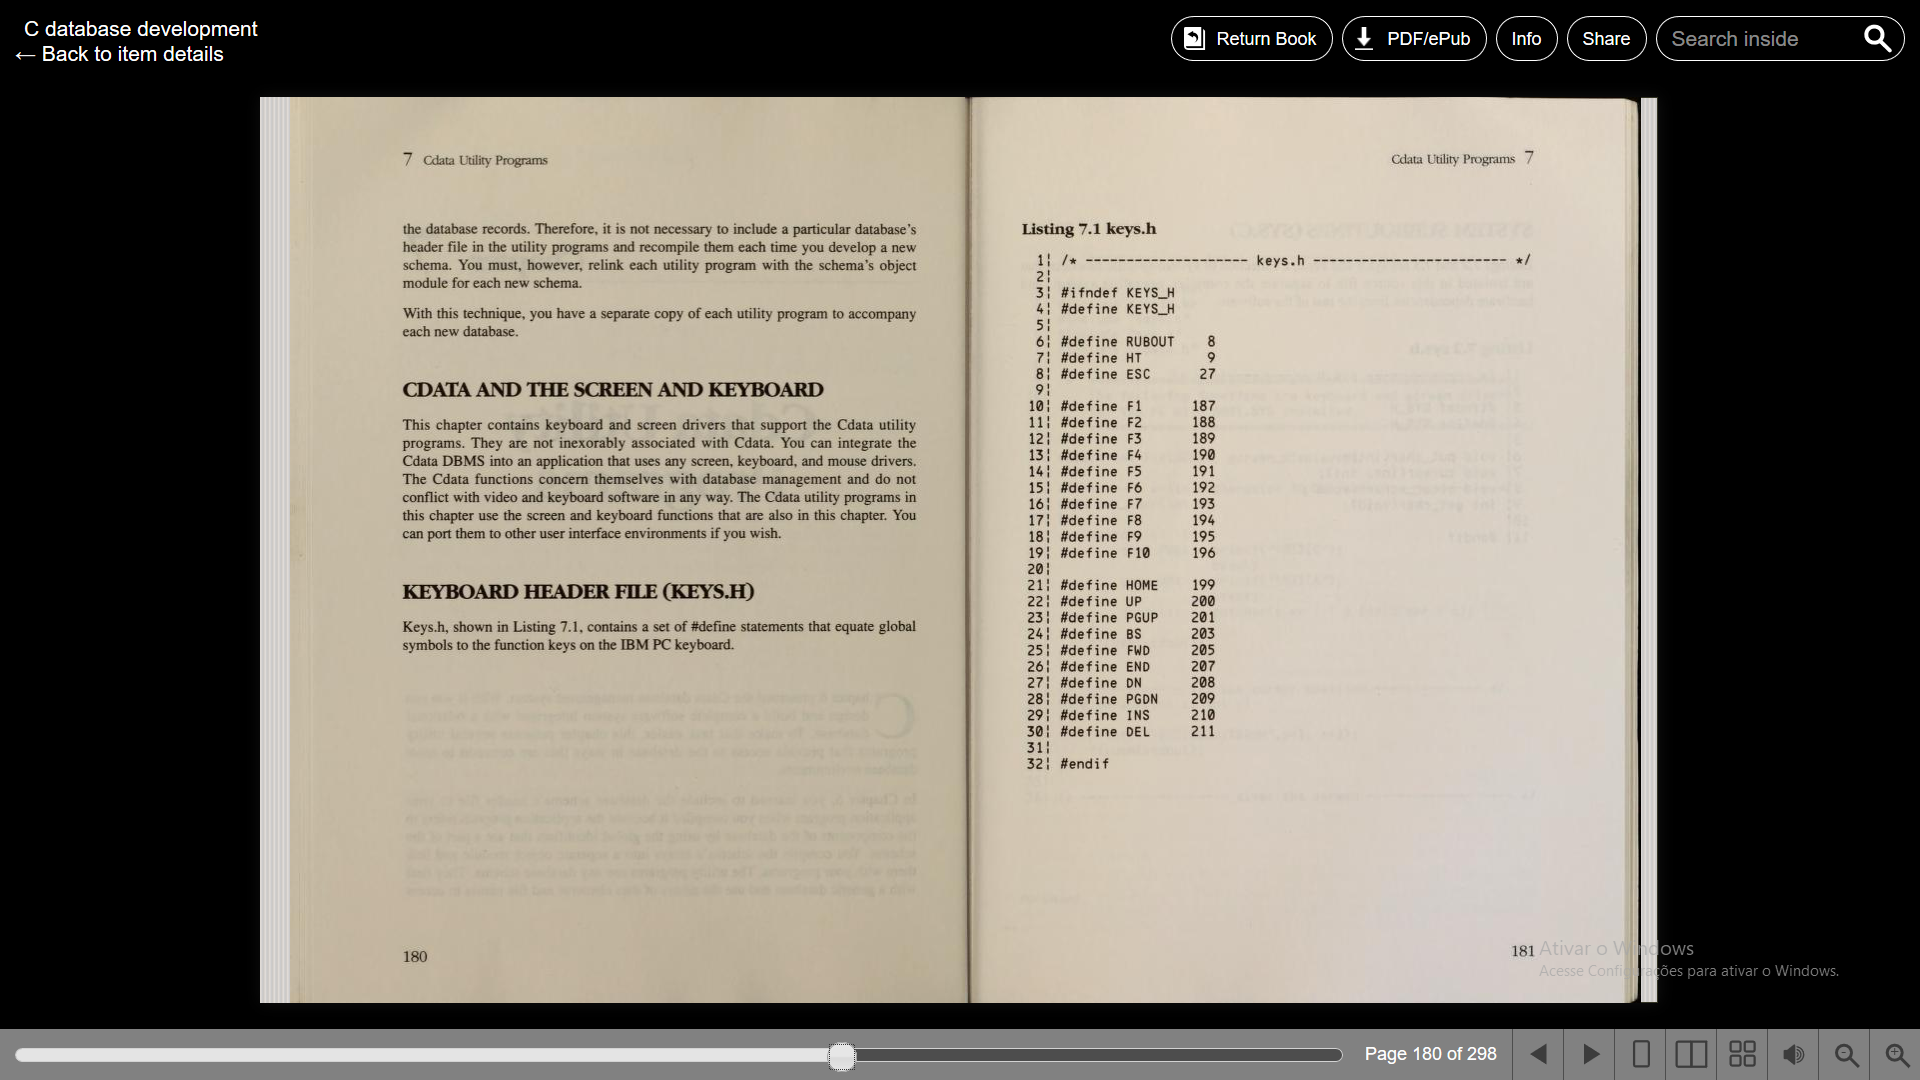 C database development
← Back to item details
Return Book
PDF/ePub
Info
Share
Search inside
7 Cdata Utility Programs
the database records. Therefore, it is not necessary to include a particular database's
header file in the utility programs and recompile them each time you develop a new
schema. You must, however, relink each utility program with the schema's object
module for each new schema.
With this technique, you have a separate copy of each utility program to accompany
each new database.
CDATA AND THE SCREEN AND KEYBOARD
This chapter contains keyboard and screen drivers that support the Cdata utility
programs. They are not inexorably associated with Cdata. You can integrate the
Cdata DBMS into an application that uses any screen, keyboard, and mouse drivers.
The Cdata functions concern themselves with database management and do not
conflict with video and keyboard software in any way. The Cdata utility programs in
this chapter use the screen and keyboard functions that are also in this chapter. You
can port them to other user interface environments if you wish.
KEYBOARD HEADER FILE (KEYS.H)
Keys.h, shown in Listing 7.1, contains a set of #define statements that equate global
symbols to the function keys on the IBM PC keyboard.
180
Cdata Utility Programs 7
Listing 7.1 keys.h
1¦ /* -------------------- keys.h ------------------------ */
2¦
3¦ #ifndef KEYS_H
4¦ #define KEYS_H
5¦
6¦ #define RUBOUT    8
7¦ #define HT        9
8¦ #define ESC      27
9¦
10¦ #define F1      187
11¦ #define F2      188
12¦ #define F3      189
13¦ #define F4      190
14¦ #define F5      191
15¦ #define F6      192
16¦ #define F7      193
17¦ #define F8      194
18¦ #define F9      195
19¦ #define F10     196
20¦
21¦ #define HOME    199
22¦ #define UP      200
23¦ #define PGUP    201
24¦ #define BS      203
25¦ #define FWD     205
26¦ #define END     207
27¦ #define DN      208
28¦ #define PGDN    209
29¦ #define INS     210
30¦ #define DEL     211
31¦
32¦ #endif
181
Ativar o Windows
Acesse Configurações para ativar o Windows.
Page 180 of 298